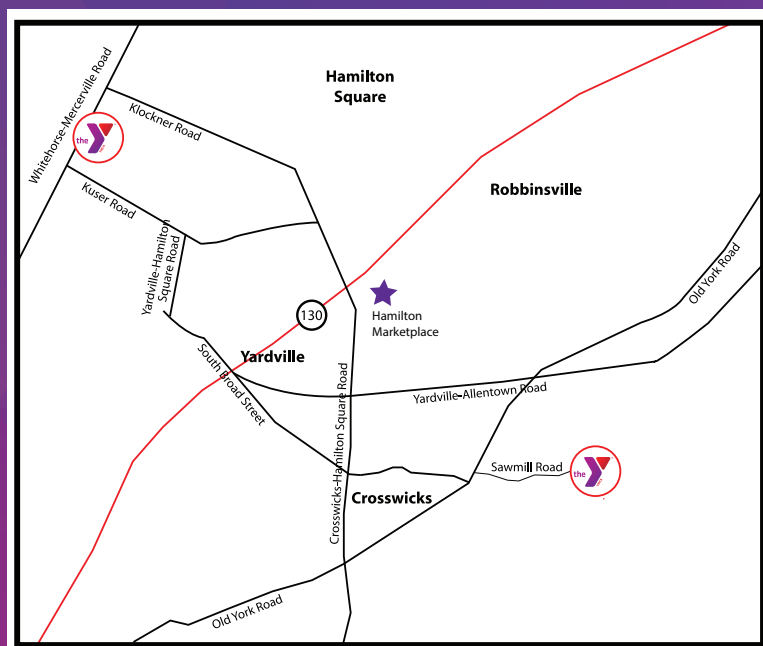 Hamilton
Square
Whitehorse-Mercerville Road
Klockner Road
the
Kuser Road
Robbinsville
Yardville-Hamilton
Square Road
Old York Road
130
Hamilton
Marketplace
Yardville
South Broad Street
Crosswicks-Hamilton Square Road
Yardville-Allentown Road
Sawmill Road
the
Crosswicks
Old York Road